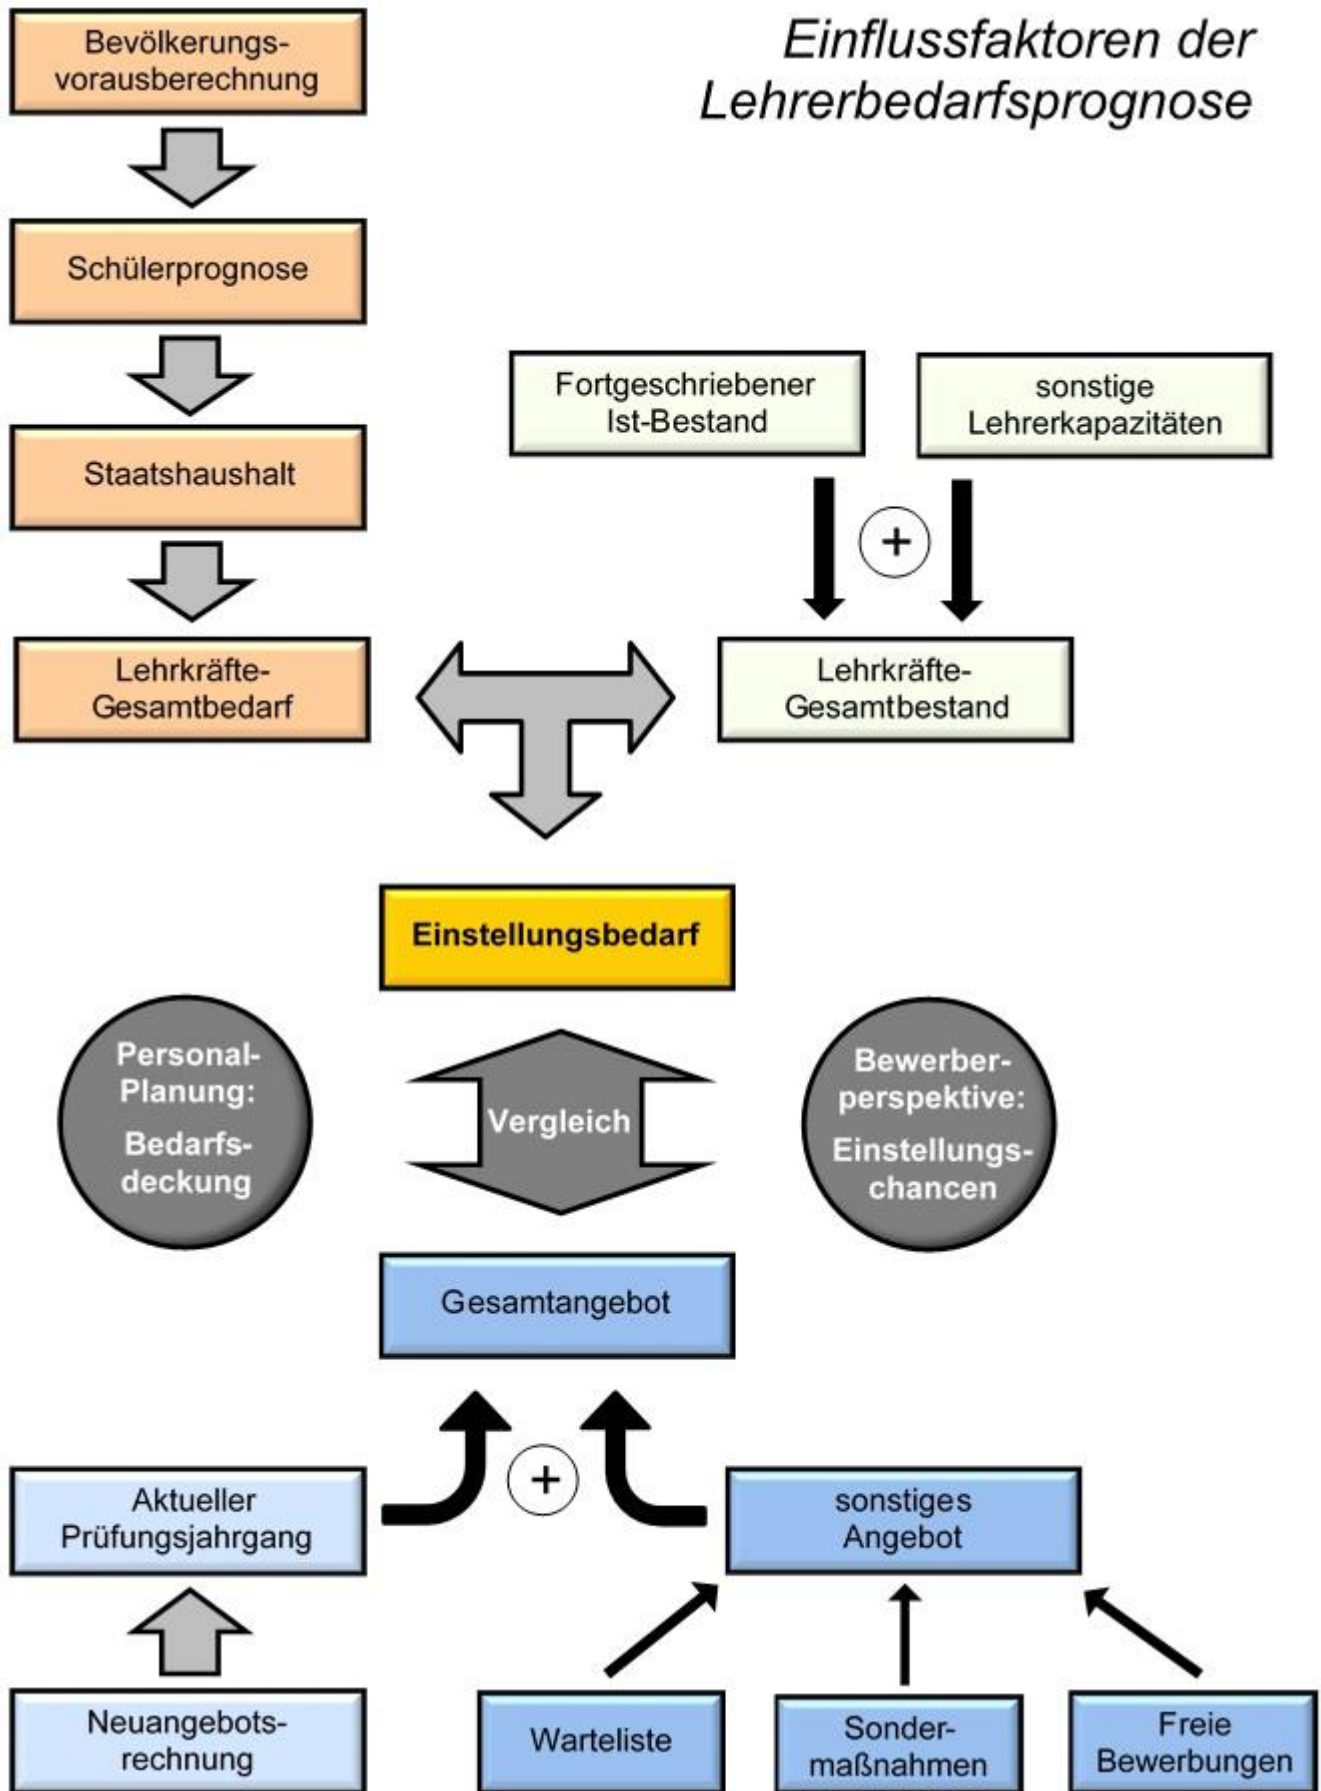 Einflussfaktoren der
Lehrerbedarfsprognose
Bevölkerungs-
vorausberechnung
Schülerprognose
Staatshaushalt
Lehrkräfte-
Gesamtbedarf
Fortgeschriebener
Ist-Bestand
sonstige
Lehrerkapazitäten
+
Lehrkräfte-
Gesamtbestand
Einstellungsbedarf
Personal-
Planung:
Bedarfs-
deckung
Vergleich
Bewerber-
perspektive:
Einstellungs-
chancen
Gesamtangebot
+
Aktueller
Prüfungsjahrgang
sonstiges
Angebot
Neuangebots-
rechnung
Warteliste
Sonder-
maßnahmen
Freie
Bewerbungen